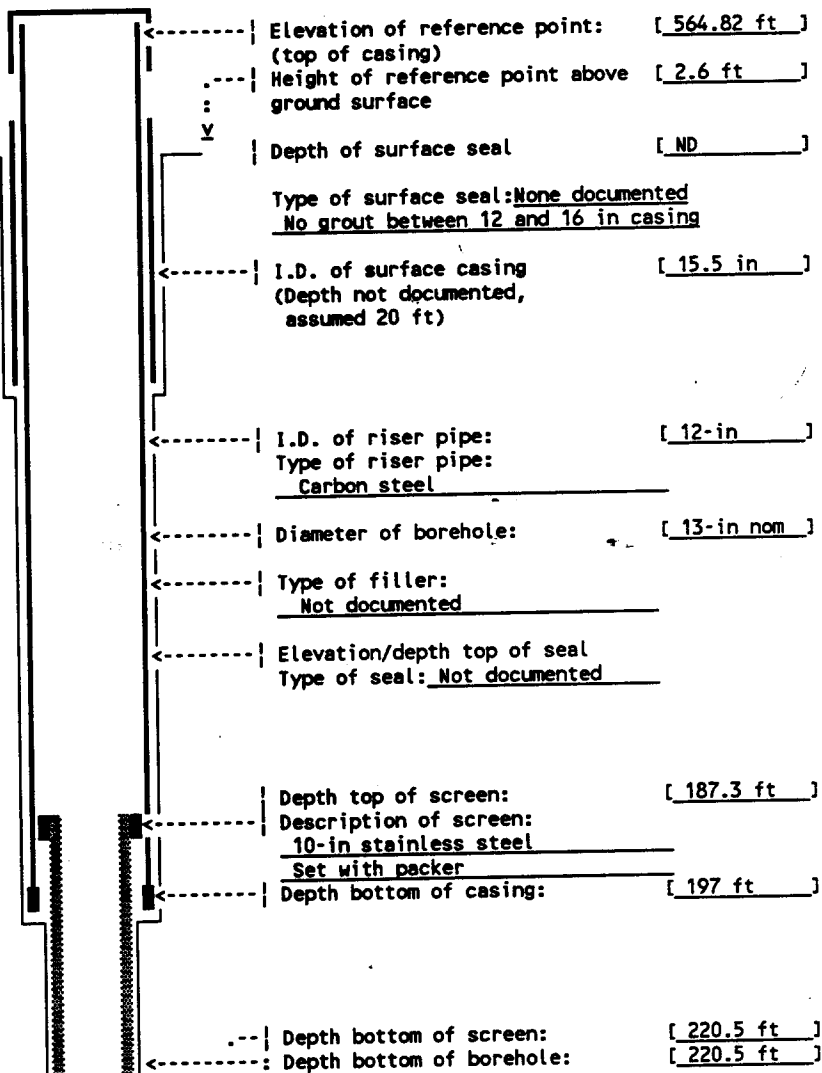 Elevation of reference point: [ 564.82 ft ]
(top of casing)
Height of reference point above [ 2.6 ft ]
ground surface
Depth of surface seal [ ND ]
Type of surface seal:None documented
No grout between 12 and 16 in casing
I.D. of surface casing [ 15.5 in ]
(Depth not documented,
assumed 20 ft)
I.D. of riser pipe: [ 12-in ]
Type of riser pipe:
Carbon steel
Diameter of borehole: [ 13-in nom ]
Type of filler:
Not documented
Elevation/depth top of seal
Type of seal: Not documented
Depth top of screen: [ 187.3 ft ]
Description of screen:
10-in stainless steel
Set with packer
Depth bottom of casing: [ 197 ft ]
Depth bottom of screen: [ 220.5 ft ]
Depth bottom of borehole: [ 220.5 ft ]